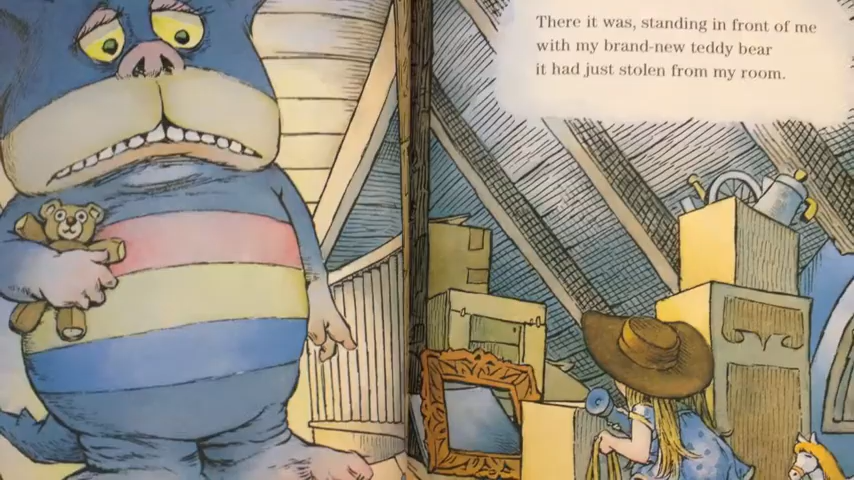 There it was, standing in front of me
with my brand-new teddy bear
it had just stolen from my room.